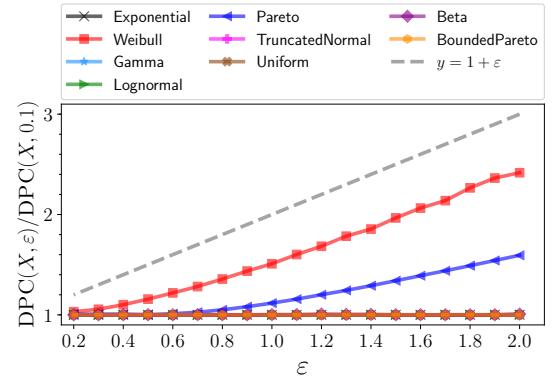 Exponential
Weibull
Gamma
Lognormal
Pareto
TruncatedNormal
Uniform
Beta
BoundedPareto
y = 1 + ε
DPC(X, ε)/DPC(X, 0.1)
3
2
1
0.2 0.4 0.6 0.8 1.0 1.2 1.4 1.6 1.8 2.0
ε